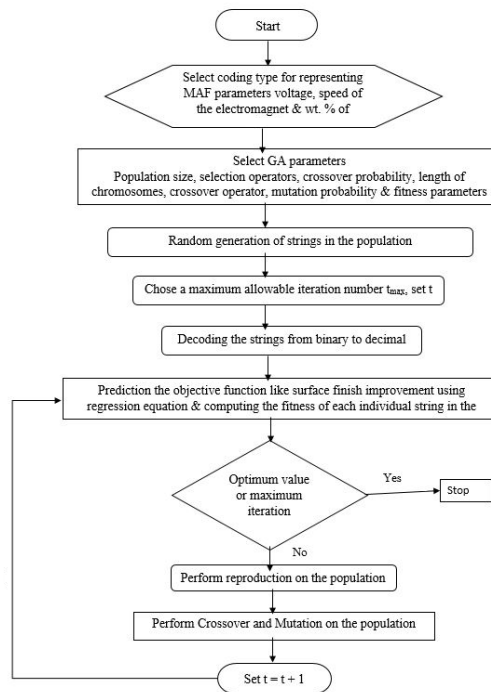 Start
Select coding type for representing
MAF parameters voltage, speed of
the electromagnet & wt. % of
Select GA parameters
Population size, selection operators, crossover probability, length of
chromosomes, crossover operator, mutation probability & fitness parameters
Random generation of strings in the population
Chose a maximum allowable iteration number tmax, set t
Decoding the strings from binary to decimal
Prediction the objective function like surface finish improvement using
regression equation & computing the fitness of each individual string in the
Optimum value
or maximum
iteration
Yes
Stop
No
Perform reproduction on the population
Perform Crossover and Mutation on the population
Set t = t + 1